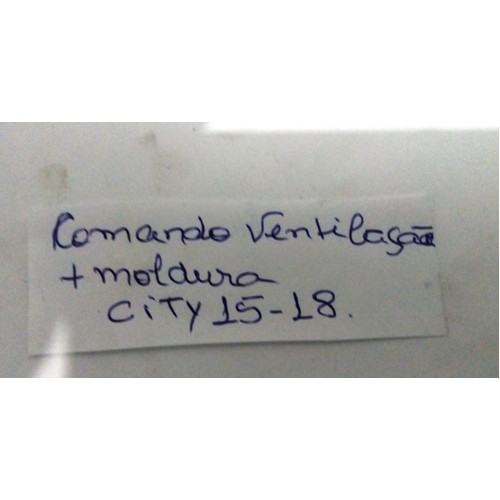 Comando Ventilação
+ moldura
CiTY 15-18.